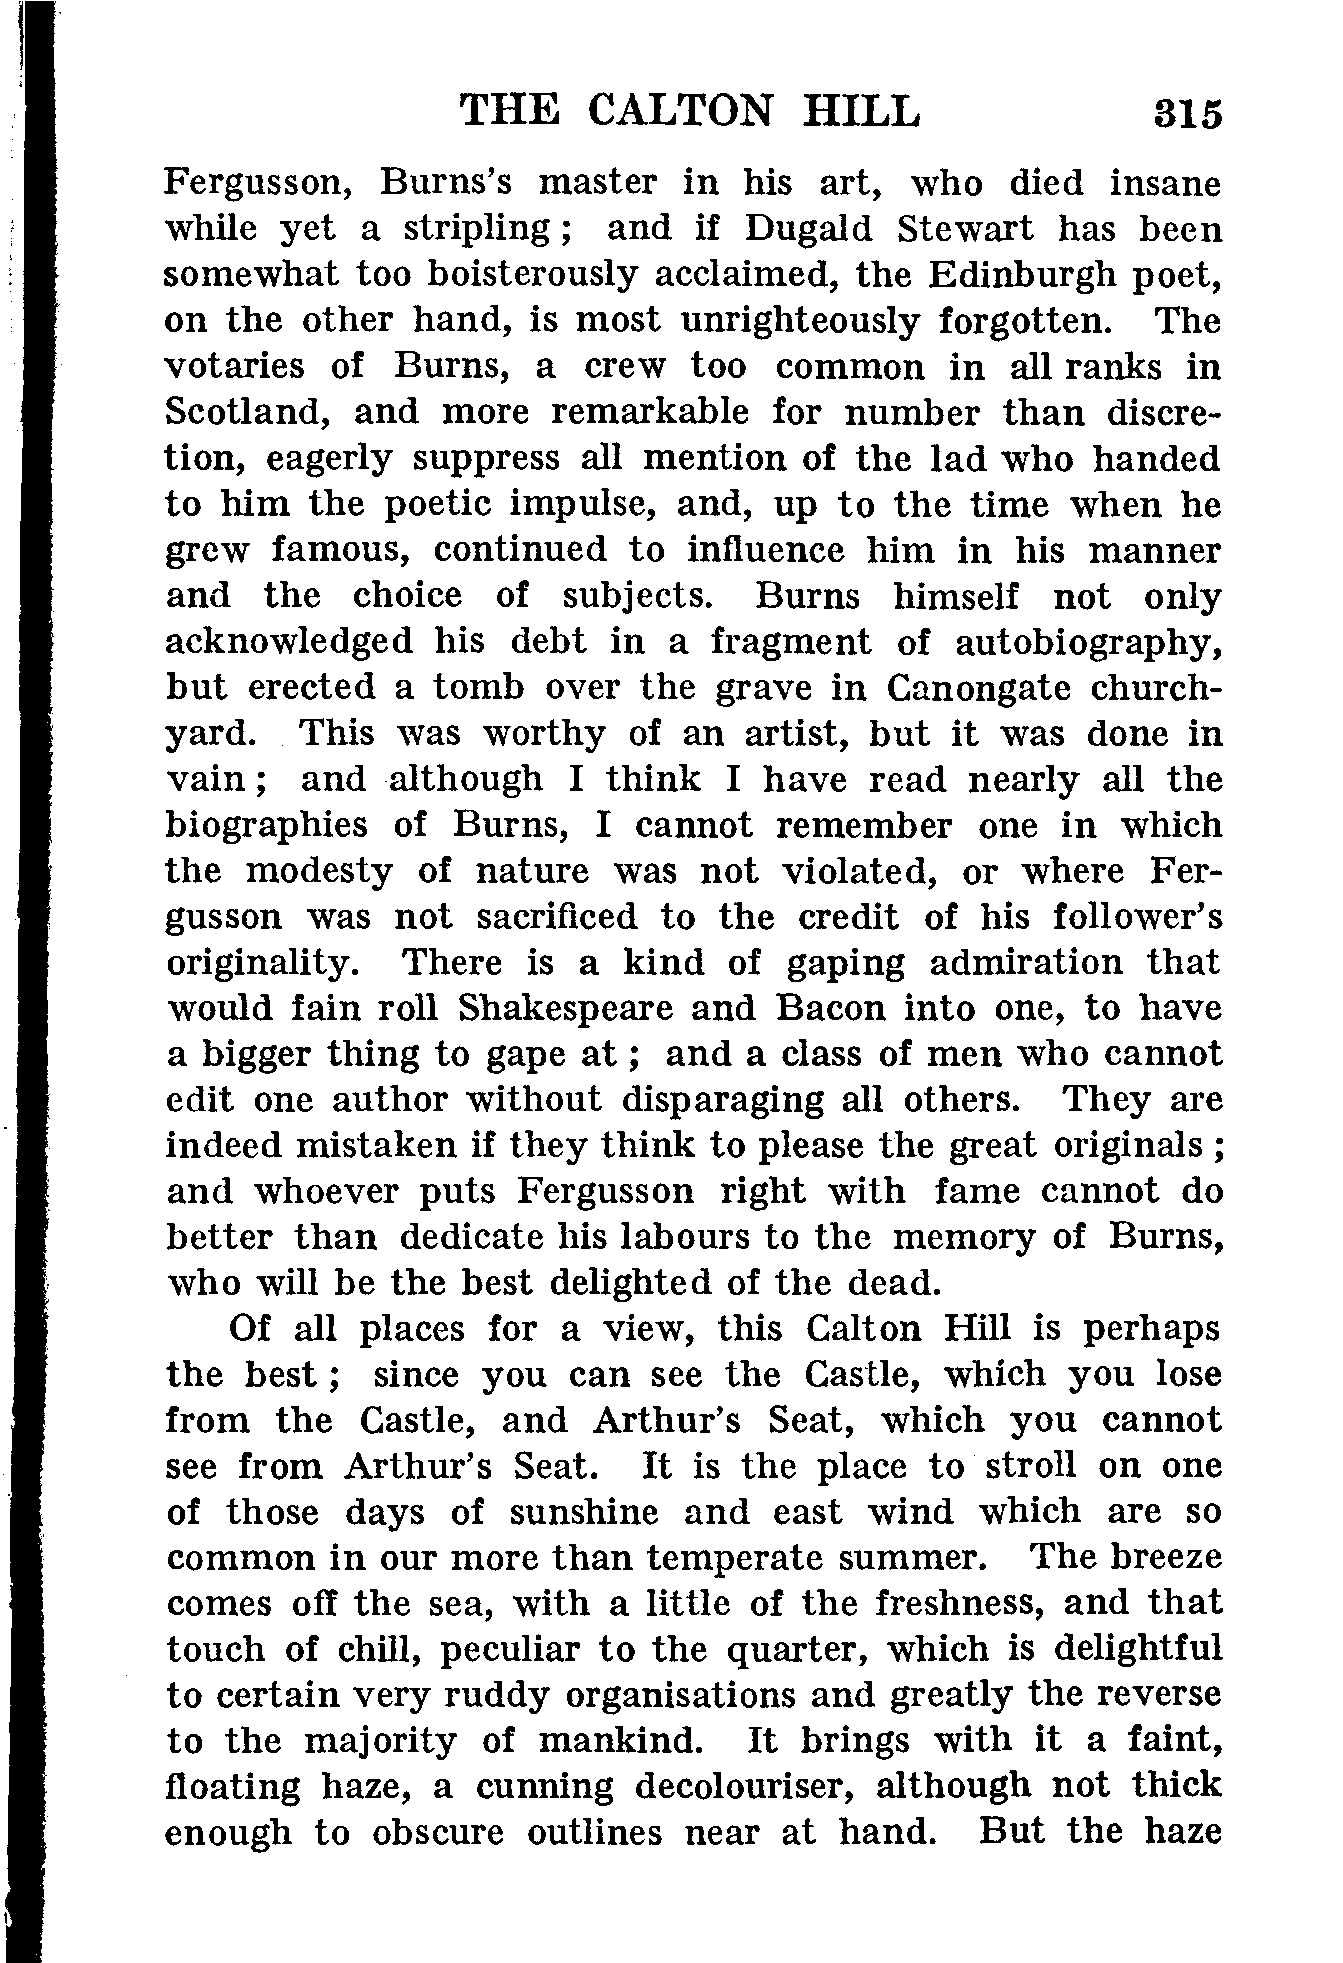 THE CALTON HILL 315
Fergusson, Burns's master in his art, who died insane
while yet a stripling ; and if Dugald Stewart has been
somewhat too boisterously acclaimed, the Edinburgh poet,
on the other hand, is most unrighteously forgotten. The
votaries of Burns, a crew too common in all ranks in
Scotland, and more remarkable for number than discre-
tion, eagerly suppress all mention of the lad who handed
to him the poetic impulse, and, up to the time when he
grew famous, continued to influence him in his manner
and the choice of subjects. Burns himself not only
acknowledged his debt in a fragment of autobiography,
but erected a tomb over the grave in Canongate church-
yard. This was worthy of an artist, but it was done in
vain ; and although I think I have read nearly all the
biographies of Burns, I cannot remember one in which
the modesty of nature was not violated, or where Fer-
gusson was not sacrificed to the credit of his follower's
originality. There is a kind of gaping admiration that
would fain roll Shakespeare and Bacon into one, to have
a bigger thing to gape at ; and a class of men who cannot
edit one author without disparaging all others. They are
indeed mistaken if they think to please the great originals ;
and whoever puts Fergusson right with fame cannot do
better than dedicate his labours to the memory of Burns,
who will be the best delighted of the dead.
Of all places for a view, this Calton Hill is perhaps
the best ; since you can see the Castle, which you lose
from the Castle, and Arthur's Seat, which you cannot
see from Arthur's Seat. It is the place to stroll on one
of those days of sunshine and east wind which are so
common in our more than temperate summer. The breeze
comes off the sea, with a little of the freshness, and that
touch of chill, peculiar to the quarter, which is delightful
to certain very ruddy organisations and greatly the reverse
to the majority of mankind. It brings with it a faint,
floating haze, a cunning decolouriser, although not thick
enough to obscure outlines near at hand. But the haze